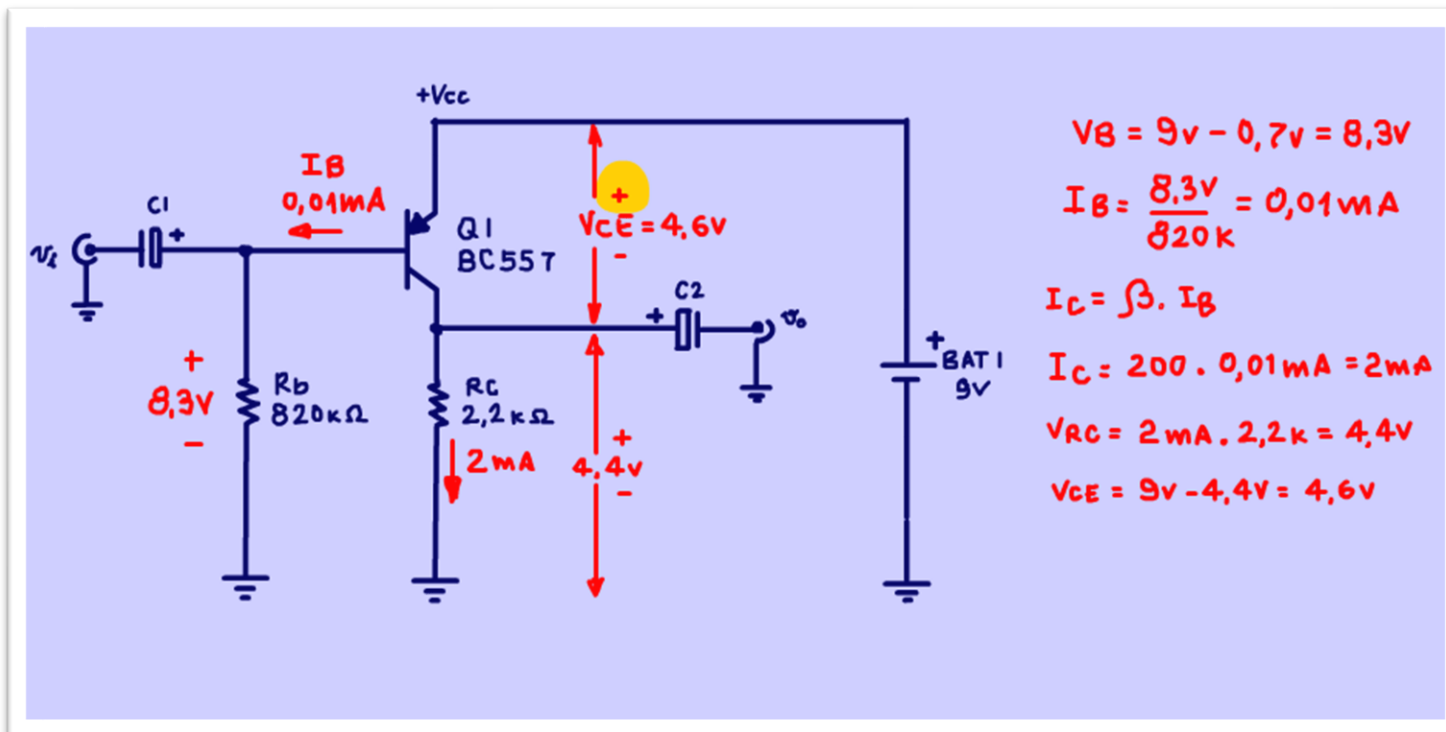 +Vcc
IB
0,01mA
C1
+
vi
Q1
BC557
+
VCE = 4,6V
-
C2
+
vo
+
8,3V
-
Rb
820kΩ
RC
2,2kΩ
2mA
+
4,4V
-
+
BAT1
9V
VB = 9V - 0,7V = 8,3V
IB = 8,3V / 820K = 0,01mA
IC = β. IB
IC = 200 . 0,01mA = 2mA
VRC = 2mA . 2,2K = 4,4V
VCE = 9V - 4,4V = 4,6V